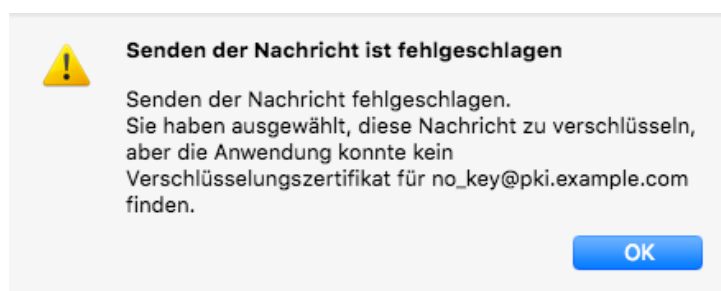 Senden der Nachricht ist fehlgeschlagen
Senden der Nachricht fehlgeschlagen.
Sie haben ausgewählt, diese Nachricht zu verschlüsseln,
aber die Anwendung konnte kein
Verschlüsselungszertifikat für no_key@pki.example.com
finden.
OK